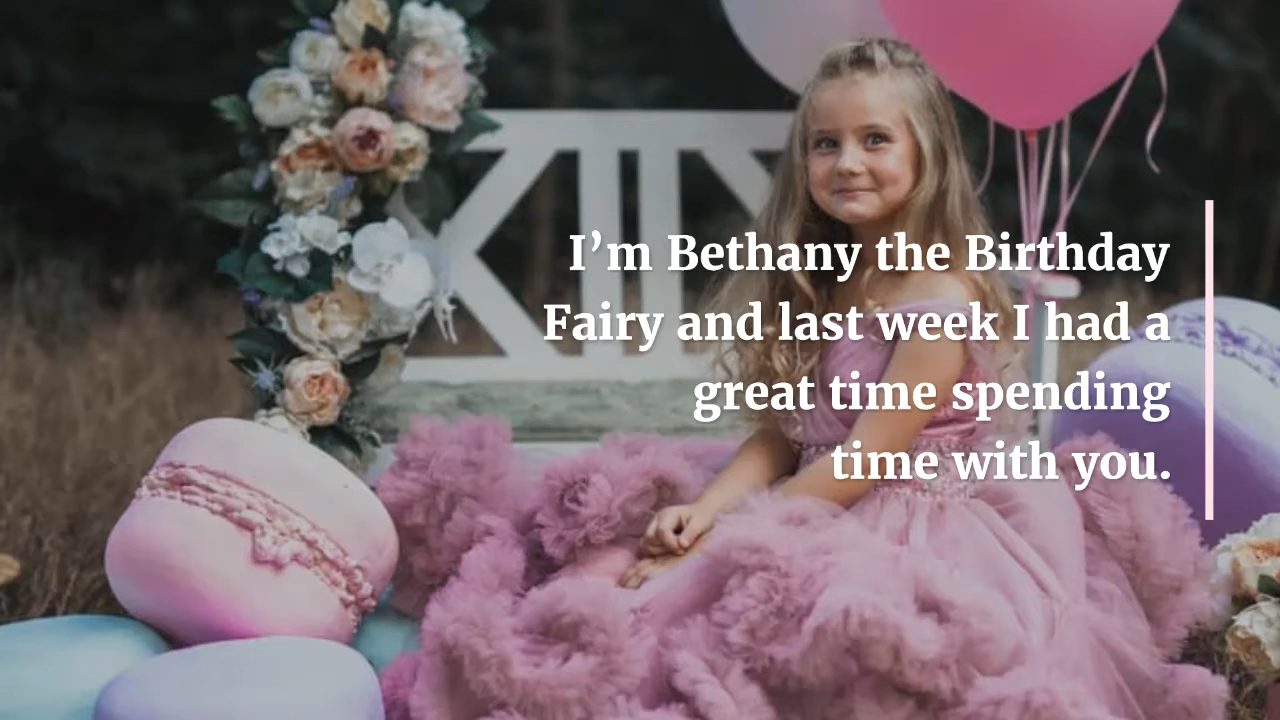 I’m Bethany the Birthday
Fairy and last week I had a
great time spending
time with you.